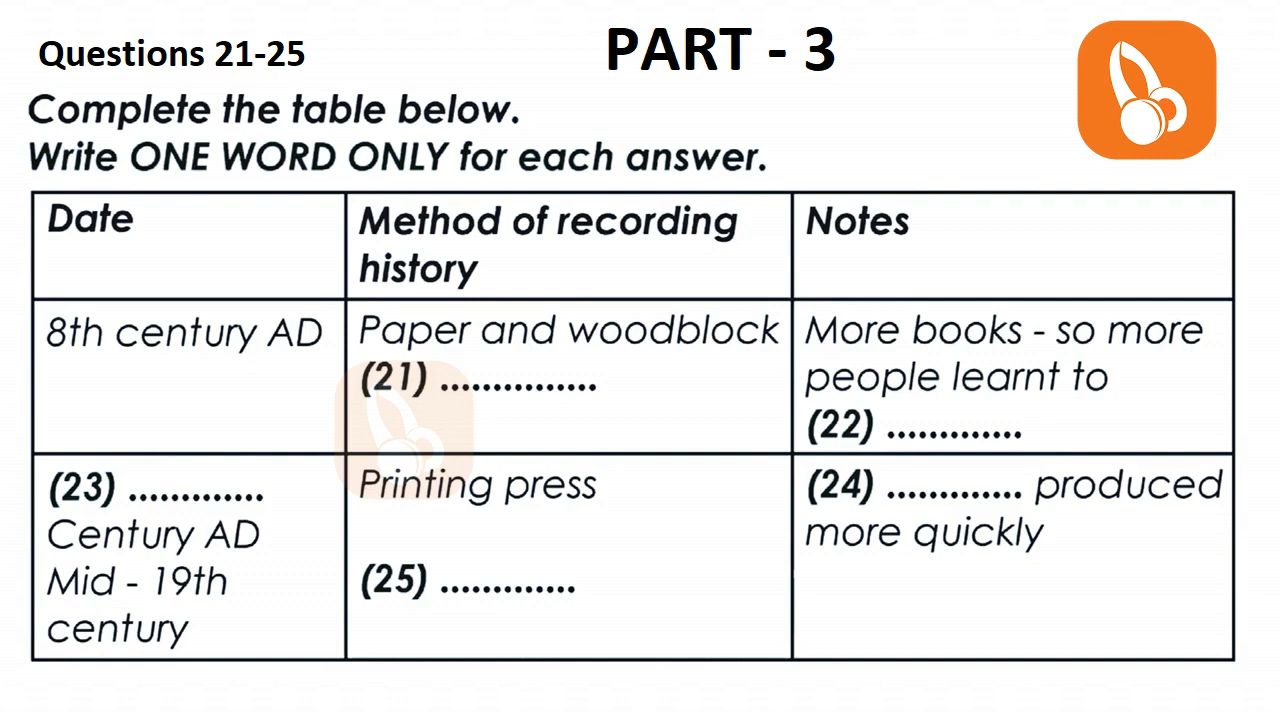 Questions 21-25
PART - 3
Complete the table below.
Write ONE WORD ONLY for each answer.
Date
Method of recording
history
Notes
8th century AD
Paper and woodblock
(21) ...............
More books - so more
people learnt to
(22) .............
(23) .............
Century AD
Mid - 19th
century
Printing press
(25) .............
(24) ............. produced
more quickly